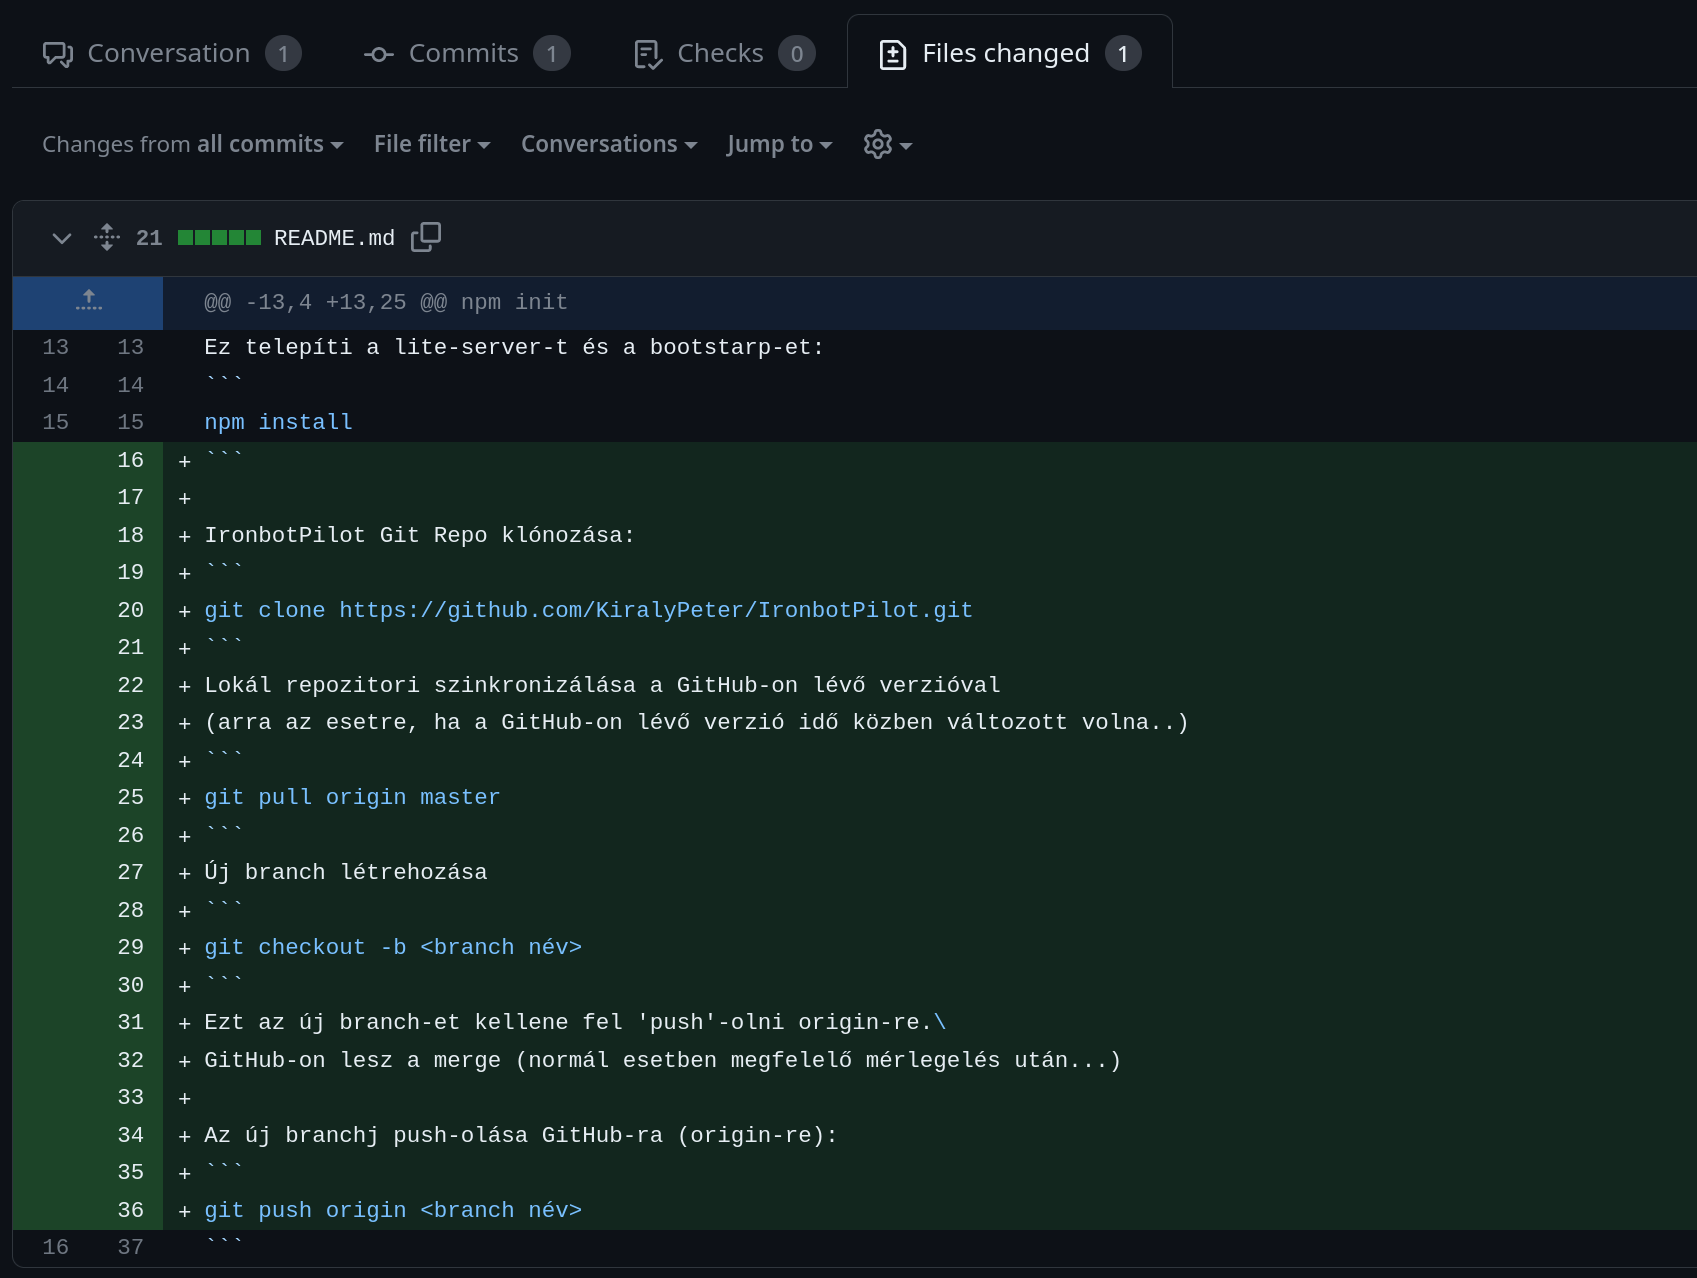 Conversation 1 Commits 1 Checks 0 Files changed 1
Changes from all commits File filter Conversations Jump to
21 README.md
@@ -13,4 +13,25 @@ npm init
13 13 Ez telepíti a lite-server-t és a bootstarp-et:
14 14 ```
15 15 npm install
16 + ```
17 +
18 + IronbotPilot Git Repo klónozása:
19 + ```
20 + git clone https://github.com/KiralyPeter/IronbotPilot.git
21 + ```
22 + Lokál repozitori szinkronizálása a GitHub-on lévő verzióval
23 + (arra az esetre, ha a GitHub-on lévő verzió idő közben változott volna..)
24 + ```
25 + git pull origin master
26 + ```
27 + Új branch létrehozása
28 + ```
29 + git checkout -b <branch név>
30 + ```
31 + Ezt az új branch-et kellene fel 'push'-olni origin-re.\
32 + GitHub-on lesz a merge (normál esetben megfelelő mérlegelés után...)
33 +
34 + Az új branchj push-olása GitHub-ra (origin-re):
35 + ```
36 + git push origin <branch név>
16 37 ```